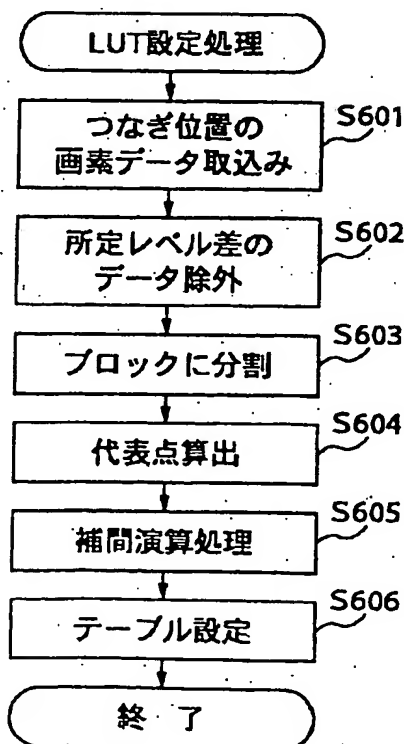 LUT設定処理
S601
つなぎ位置の
画素データ取込み
S602
所定レベル差の
データ除外
S603
ブロックに分割
S604
代表点算出
S605
補間演算処理
S606
テーブル設定
終 了